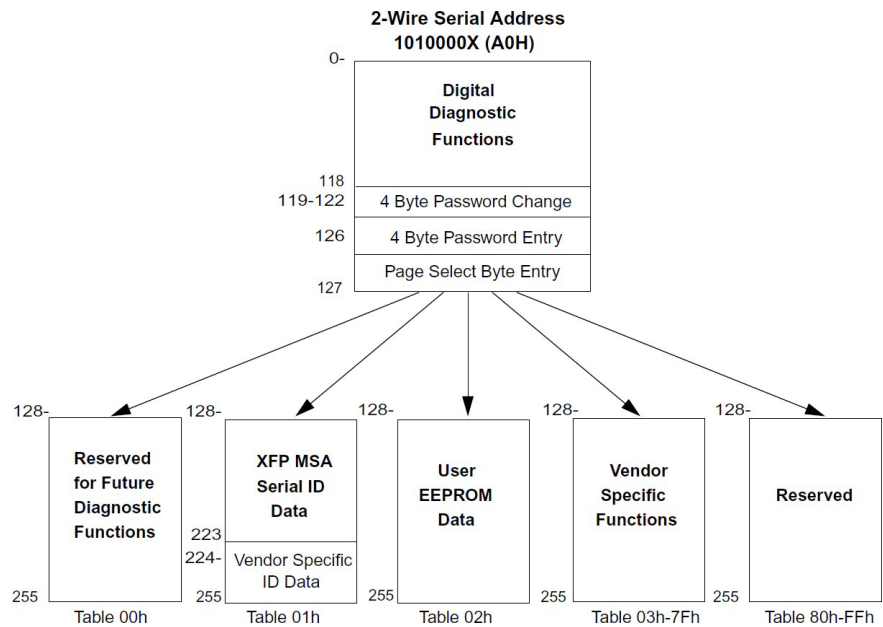 2-Wire Serial Address
1010000X (A0H)
0-
Digital
Diagnostic
Functions
118
119-122
4 Byte Password Change
126
4 Byte Password Entry
Page Select Byte Entry
127
128-
Reserved
for Future
Diagnostic
Functions
255
Table 00h
128-
XFP MSA
Serial ID
Data
223
224-
Vendor Specific
ID Data
255
Table 01h
128-
User
EEPROM
Data
255
Table 02h
128-
Vendor
Specific
Functions
255
Table 03h-7Fh
128-
Reserved
255
Table 80h-FFh